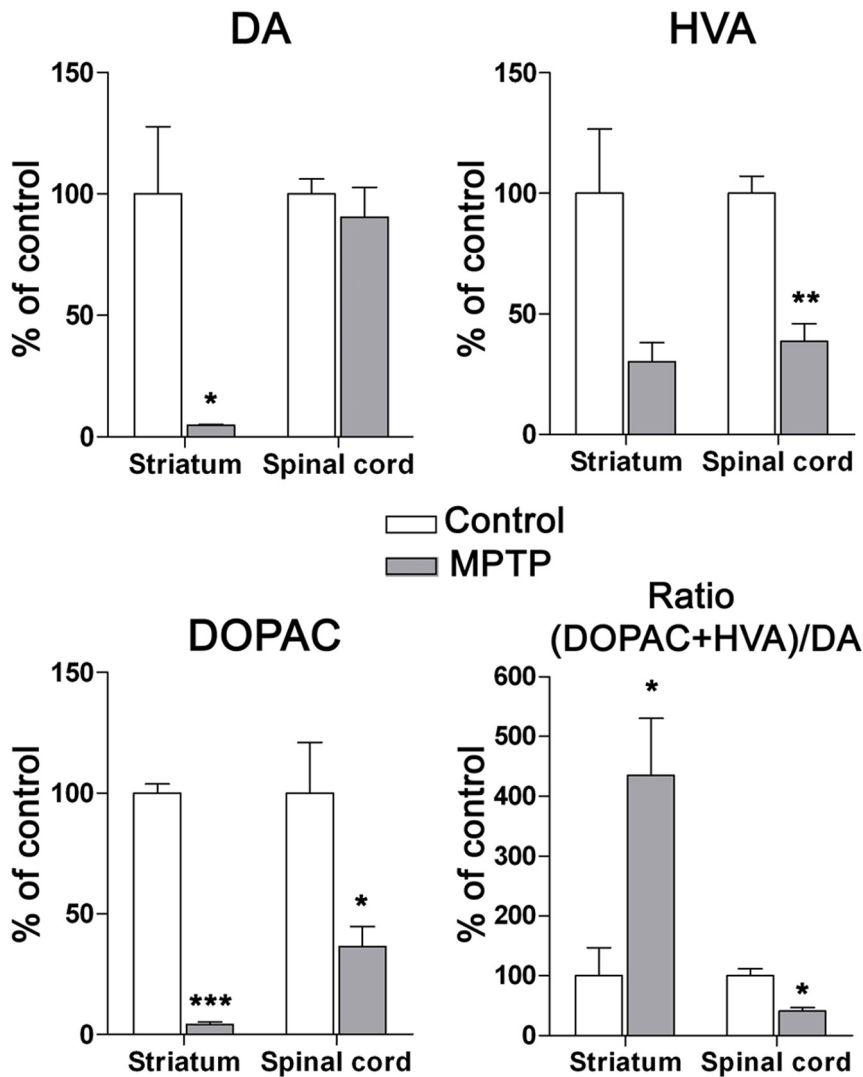 DA
150
100
50
0
% of control
*
Striatum
Spinal cord
HVA
150
100
50
0
% of control
**
Striatum
Spinal cord
Control
MPTP
DOPAC
150
100
50
0
% of control
***
*
Striatum
Spinal cord
Ratio
(DOPAC+HVA)/DA
600
500
400
300
200
100
0
% of control
*
*
Striatum
Spinal cord